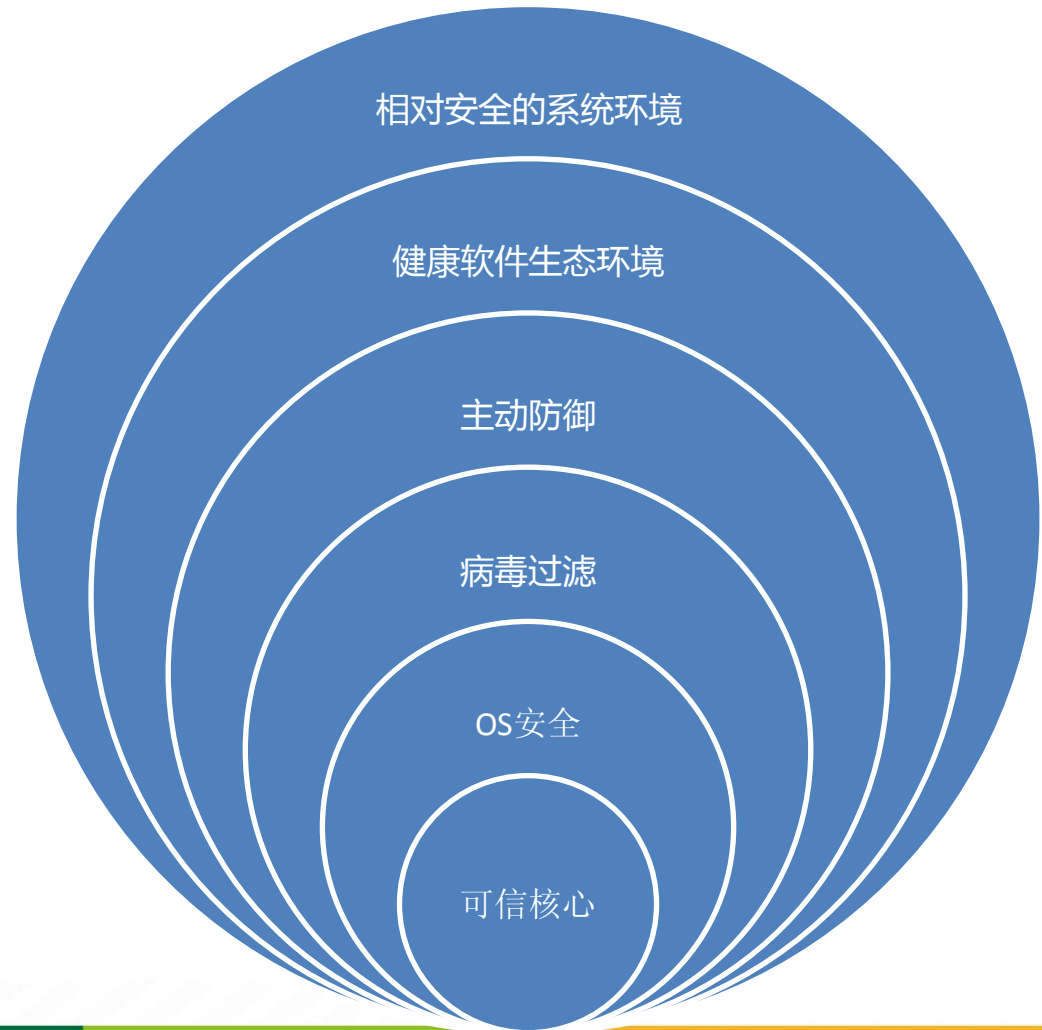 相对安全的系统环境
健康软件生态环境
主动防御
病毒过滤
OS安全
可信核心